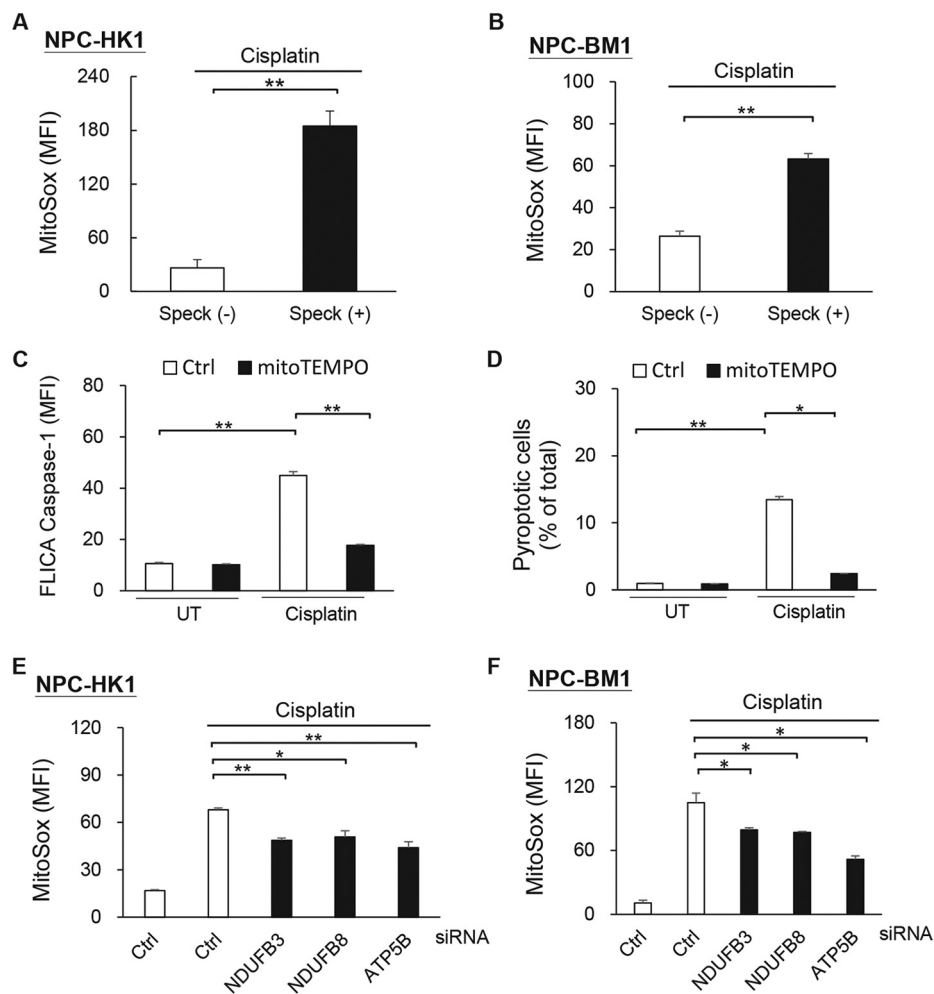 A
NPC-HK1
Cisplatin
**
MitoSox (MFI)
240
180
120
60
0
Speck (-)
Speck (+)
B
NPC-BM1
Cisplatin
**
MitoSox (MFI)
100
80
60
40
20
0
Speck (-)
Speck (+)
C
Ctrl
mitoTEMPO
FLICA Caspase-1 (MFI)
80
60
40
20
0
**
**
UT
Cisplatin
D
Ctrl
mitoTEMPO
Pyroptotic cells
(% of total)
30
20
10
0
**
*
UT
Cisplatin
E
NPC-HK1
Cisplatin
**
*
**
MitoSox (MFI)
120
90
60
30
0
Ctrl
Ctrl
NDUFB3
NDUFB8
ATP5B
siRNA
F
NPC-BM1
Cisplatin
*
*
*
MitoSox (MFI)
180
120
60
0
Ctrl
Ctrl
NDUFB3
NDUFB8
ATP5B
siRNA